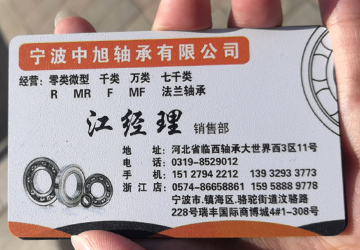 宁波中旭轴承有限公司
经营：零类微型 千类 万类 七千类
R MR F MF 法兰轴承
江经理 销售部
地 址：河北省临西轴承大世界西3区11号
电 话：0319-8529012
手 机：151 2794 2212 139 3293 3773
浙江店：0574-86658861 159 5888 9778
宁波市.镇海区.骆驼街道汶骆路
228号瑞丰国际商博城4#1-308号